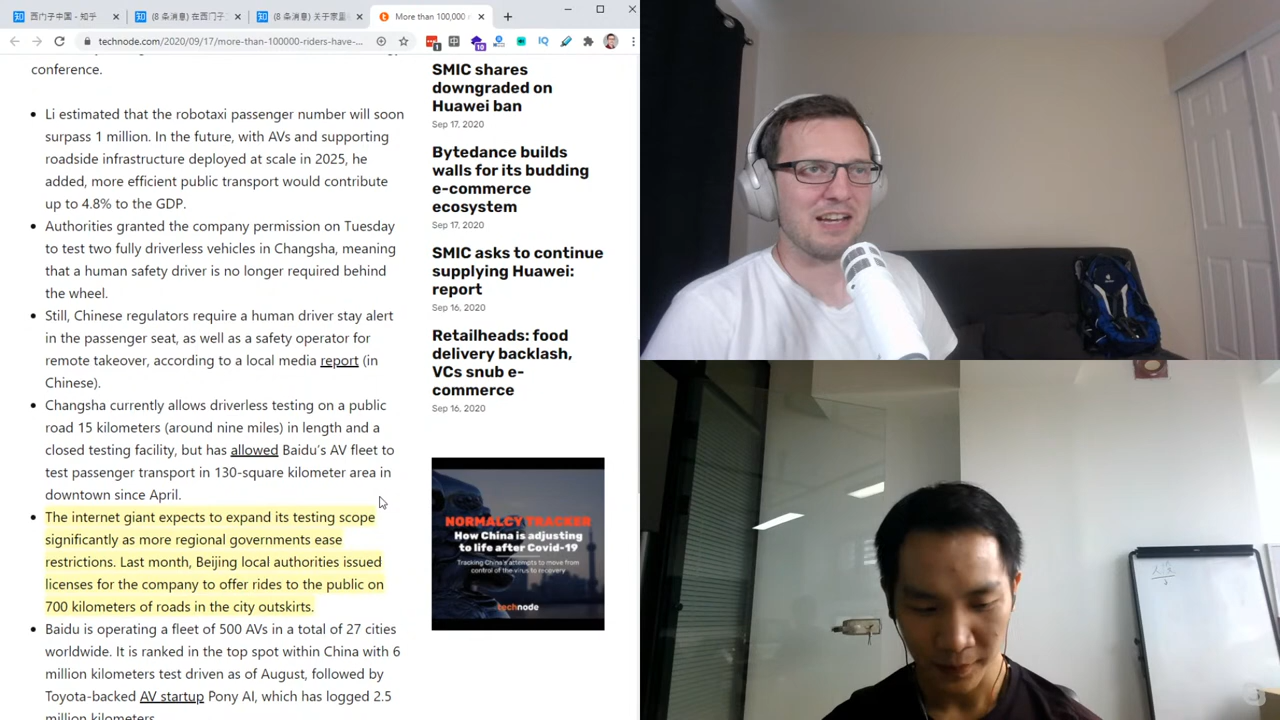 西门子中国 - 知乎
(8 条消息) 在西门子
(8 条消息) 关于家里
More than 100,000
technode.com/2020/09/17/more-than-100000-riders-have-...
conference.
Li estimated that the robotaxi passenger number will soon
surpass 1 million. In the future, with AVs and supporting
roadside infrastructure deployed at scale in 2025, he
added, more efficient public transport would contribute
up to 4.8% to the GDP.
Authorities granted the company permission on Tuesday
to test two fully driverless vehicles in Changsha, meaning
that a human safety driver is no longer required behind
the wheel.
Still, Chinese regulators require a human driver stay alert
in the passenger seat, as well as a safety operator for
remote takeover, according to a local media report (in
Chinese).
Changsha currently allows driverless testing on a public
road 15 kilometers (around nine miles) in length and a
closed testing facility, but has allowed Baidu's AV fleet to
test passenger transport in 130-square kilometer area in
downtown since April.
The internet giant expects to expand its testing scope
significantly as more regional governments ease
restrictions. Last month, Beijing local authorities issued
licenses for the company to offer rides to the public on
700 kilometers of roads in the city outskirts.
Baidu is operating a fleet of 500 AVs in a total of 27 cities
worldwide. It is ranked in the top spot within China with 6
million kilometers test driven as of August, followed by
Toyota-backed AV startup Pony AI, which has logged 2.5
million kilometers.
SMIC shares
downgraded on
Huawei ban
Sep 17, 2020
Bytedance builds
walls for its budding
e-commerce
ecosystem
Sep 17, 2020
SMIC asks to continue
supplying Huawei:
report
Sep 16, 2020
Retailheads: food
delivery backlash,
VCs snub e-
commerce
Sep 16, 2020
NORMALCY TRACKER
How China is adjusting
to life after Covid-19
Tracking China's attempts to move from
control of the virus to recovery
technode